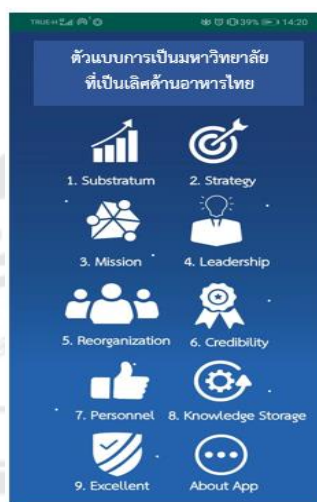 TRUE-H
39%
14:20
ตัวแบบการเป็นมหาวิทยาลัย
ที่เป็นเลิศด้านอาหารไทย
1. Substratum
2. Strategy
3. Mission
4. Leadership
5. Reorganization
6. Credibility
7. Personnel
8. Knowledge Storage
9. Excellent
About App